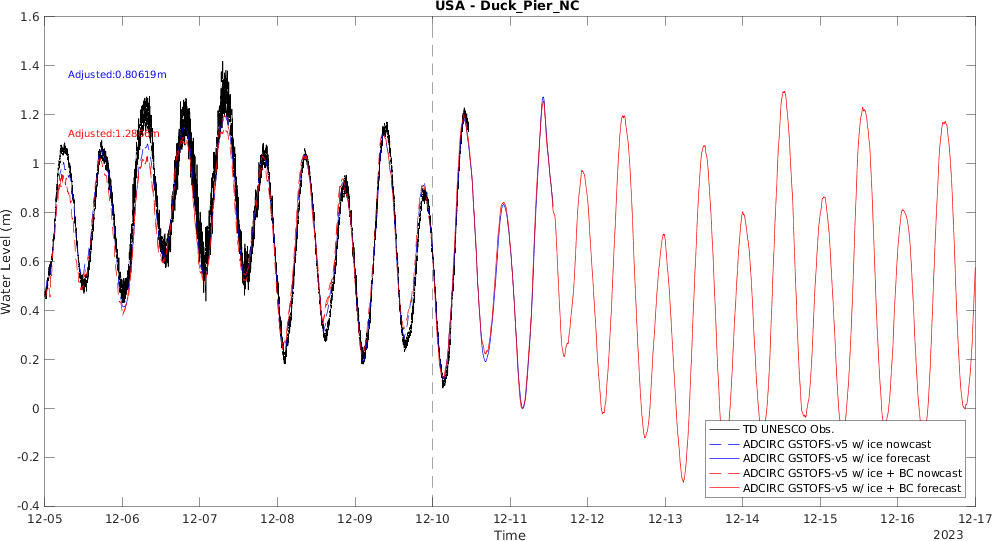 USA - Duck_Pier_NC
1.6
1.4
1.2
1
0.8
0.6
0.4
0.2
0
-0.2
-0.4
Water Level (m)
Adjusted:0.80619m
TD UNESCO Obs.
ADCIRC GSTOFS-v5 w/ ice nowcast
ADCIRC GSTOFS-v5 w/ ice forecast
ADCIRC GSTOFS-v5 w/ ice + BC nowcast
ADCIRC GSTOFS-v5 w/ ice + BC forecast
12-05 12-06 12-07 12-08 12-09 12-10 12-11 12-12 12-13 12-14 12-15 12-16 12-17
Time
2023